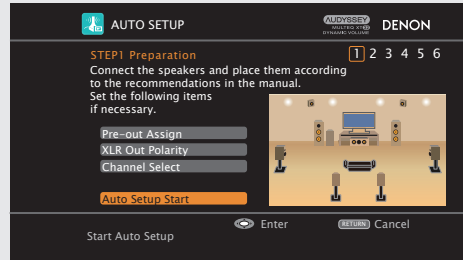 AUTO SETUP
AUDYSSEY
MULTEQ XT32
DYNAMIC VOLUME
DENON
STEP1 Preparation
1 2 3 4 5 6
Connect the speakers and place them according
to the recommendations in the manual.
Set the following items
if necessary.
Pre-out Assign
XLR Out Polarity
Channel Select
Auto Setup Start
Enter
RETURN Cancel
Start Auto Setup